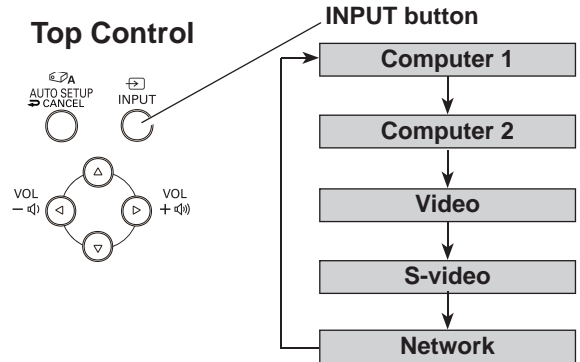 Top Control
INPUT button
A
AUTO SETUP
CANCEL
INPUT
VOL
−
VOL
+
Computer 1
Computer 2
Video
S-video
Network